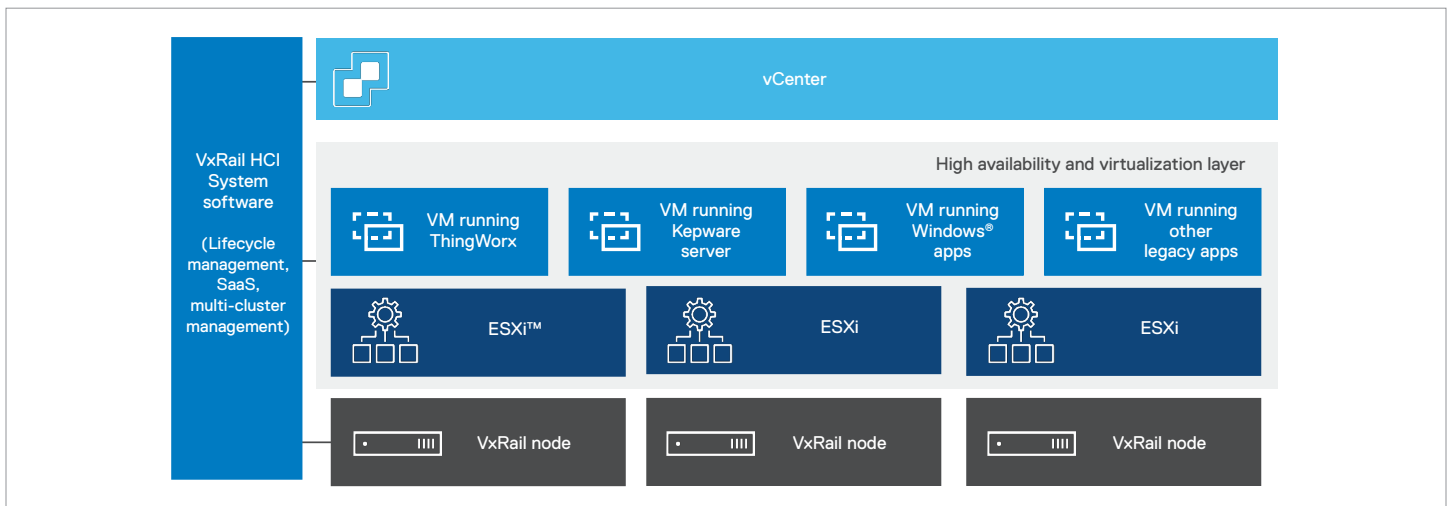 vCenter
VxRail HCI
System
software
(Lifecycle
management,
SaaS,
multi-cluster
management)
High availability and virtualization layer
VM running
ThingWorx
VM running
Kepware
server
VM running
Windows®
apps
VM running
other
legacy apps
ESXi™
ESXi
ESXi
VxRail node
VxRail node
VxRail node